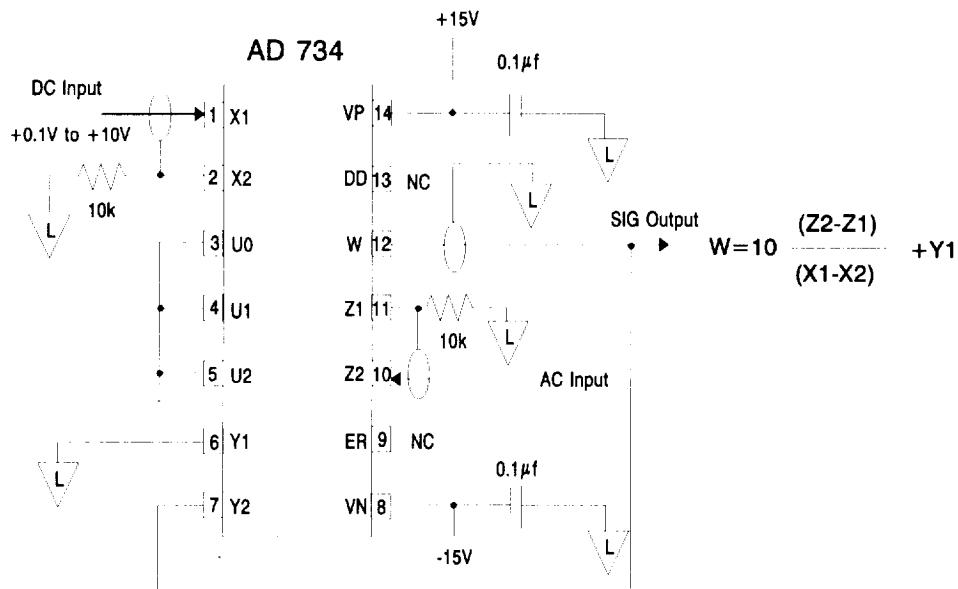 +15V
AD 734
0.1µf
DC Input
1 X1 VP 14
+0.1V to +10V
L
2 X2 DD 13 NC
L
10k
L
SIG Output
3 U0 W 12
W=10 (Z2-Z1) / (X1-X2) +Y1
4 U1 Z1 11
10k
L
5 U2 Z2 10
AC Input
6 Y1 ER 9 NC
L
0.1µf
7 Y2 VN 8
-15V
L